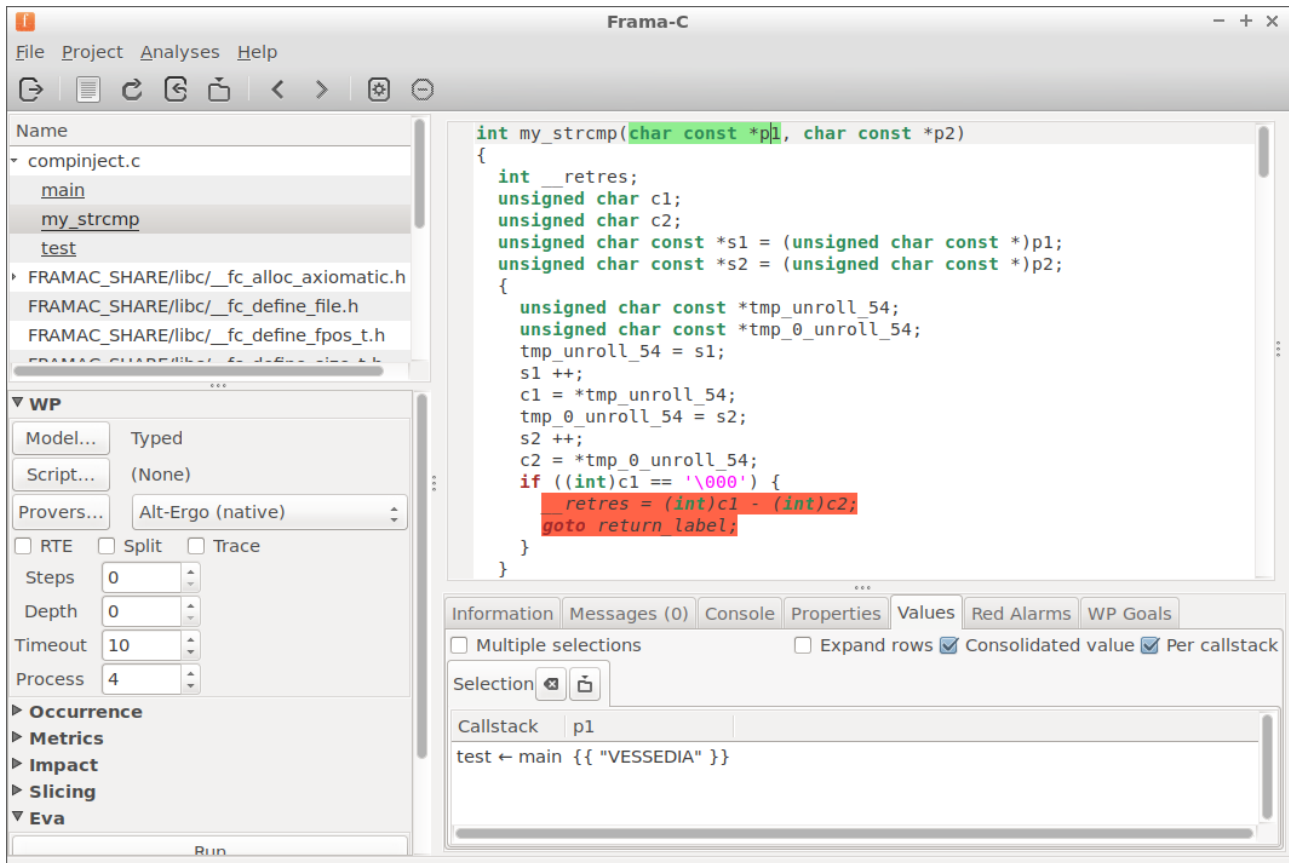 Frama-C
File Project Analyses Help
Name
compinject.c
main
my_strcmp
test
FRAMAC_SHARE/libc/__fc_alloc_axiomatic.h
FRAMAC_SHARE/libc/__fc_define_file.h
FRAMAC_SHARE/libc/__fc_define_fpos_t.h
WP
Model... Typed
Script... (None)
Provers... Alt-Ergo (native)
RTE Split Trace
Steps 0
Depth 0
Timeout 10
Process 4
Occurrence
Metrics
Impact
Slicing
Eva
Run
int my_strcmp(char const *p1, char const *p2)
{
int __retres;
unsigned char c1;
unsigned char c2;
unsigned char const *s1 = (unsigned char const *)p1;
unsigned char const *s2 = (unsigned char const *)p2;
{
unsigned char const *tmp_unroll_54;
unsigned char const *tmp_0_unroll_54;
tmp_unroll_54 = s1;
s1 ++;
c1 = *tmp_unroll_54;
tmp_0_unroll_54 = s2;
s2 ++;
c2 = *tmp_0_unroll_54;
if ((int)c1 == '\000') {
__retres = (int)c1 - (int)c2;
goto return_label;
}
}
Information Messages (0) Console Properties Values Red Alarms WP Goals
Multiple selections Expand rows Consolidated value Per callstack
Selection
Callstack p1
test ← main {{ "VESSEDIA" }}